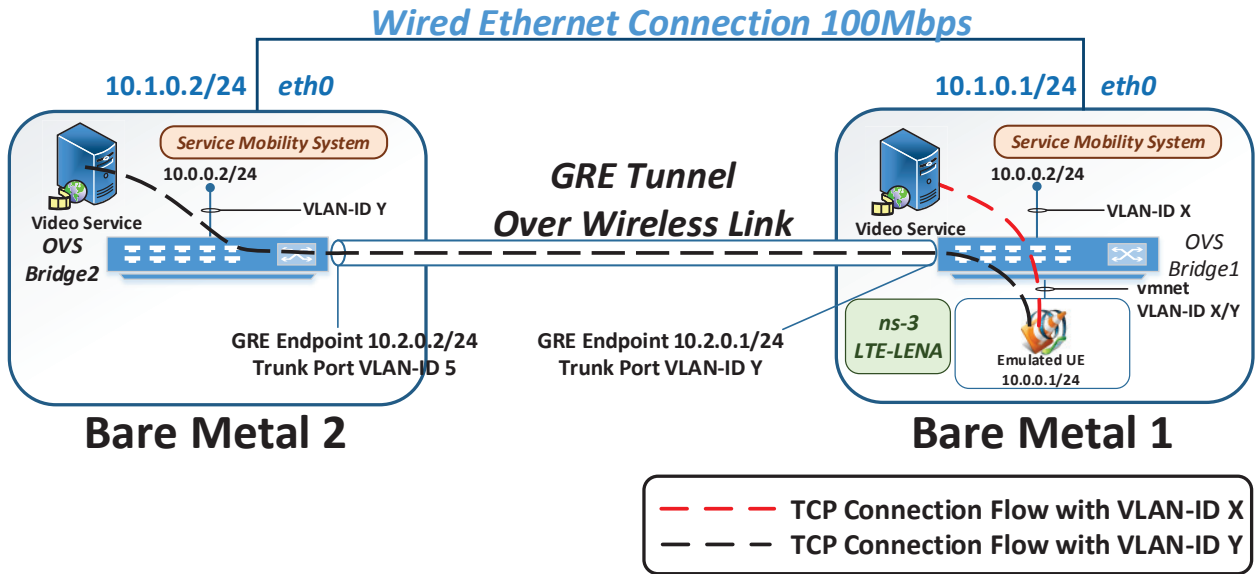 Wired Ethernet Connection 100Mbps
10.1.0.2/24 eth0
10.1.0.1/24 eth0
Service Mobility System
10.0.0.2/24
Video Service
VLAN-ID Y
OVS
Bridge2
GRE Tunnel
Over Wireless Link
Service Mobility System
10.0.0.2/24
Video Service
VLAN-ID X
OVS
Bridge1
vmnet
VLAN-ID X/Y
GRE Endpoint 10.2.0.2/24
Trunk Port VLAN-ID 5
GRE Endpoint 10.2.0.1/24
Trunk Port VLAN-ID Y
ns-3
LTE-LENA
Emulated UE
10.0.0.1/24
Bare Metal 2
Bare Metal 1
TCP Connection Flow with VLAN-ID X
TCP Connection Flow with VLAN-ID Y